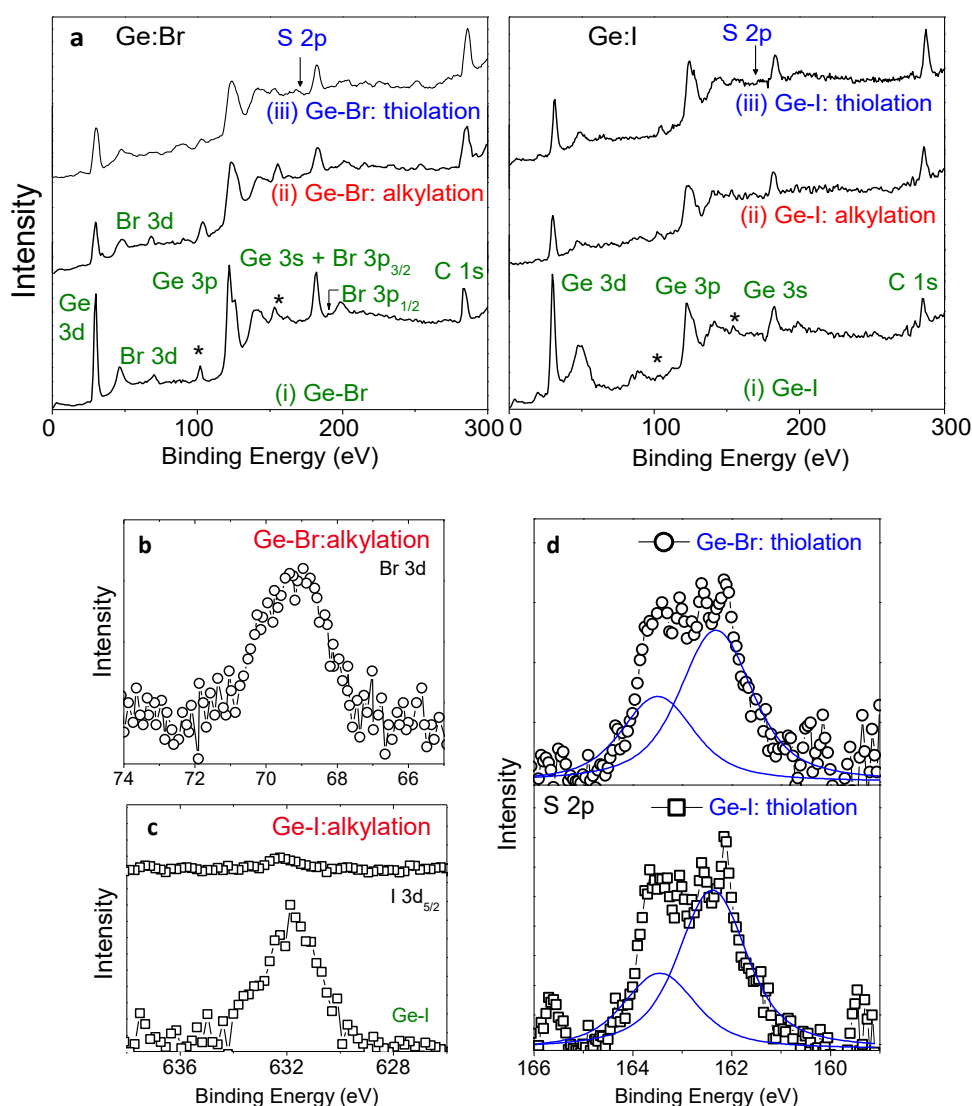 a
Ge:Br
S 2p
(iii) Ge-Br: thiolation
(ii) Ge-Br: alkylation
Br 3d
Ge 3s + Br 3p3/2
C 1s
Ge 3p
Ge
3d
*
Br 3p1/2
Br 3d
*
(i) Ge-Br
0
100
200
300
Binding Energy (eV)
Intensity
Ge:I
S 2p
(iii) Ge-I: thiolation
(ii) Ge-I: alkylation
Ge 3d
Ge 3p
Ge 3s
C 1s
*
*
(i) Ge-I
0
100
200
300
Binding Energy (eV)
b
Ge-Br:alkylation
Br 3d
Intensity
74
72
70
68
66
c
Ge-I:alkylation
I 3d5/2
Ge-I
Intensity
636
632
628
Binding Energy (eV)
d
Ge-Br: thiolation
S 2p
Ge-I: thiolation
Intensity
166
164
162
160
Binding Energy (eV)